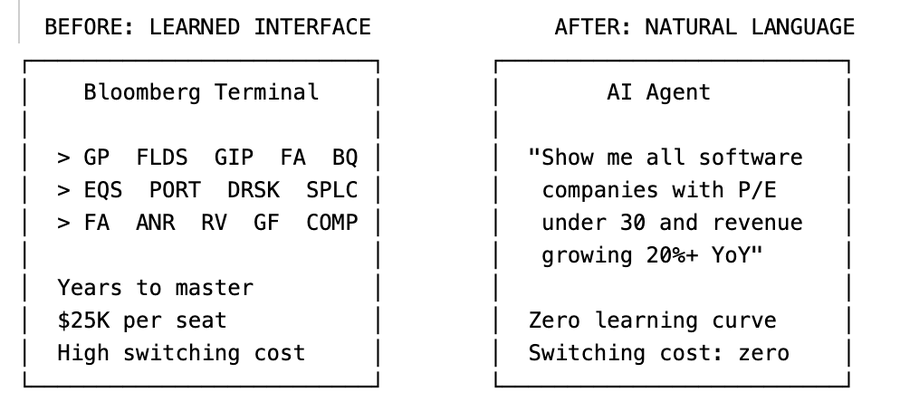 BEFORE: LEARNED INTERFACE
Bloomberg Terminal
> GP FLDS GIP FA BQ
> EQS PORT DRSK SPLC
> FA ANR RV GF COMP
Years to master
$25K per seat
High switching cost
AFTER: NATURAL LANGUAGE
AI Agent
"Show me all software
companies with P/E
under 30 and revenue
growing 20%+ YoY"
Zero learning curve
Switching cost: zero